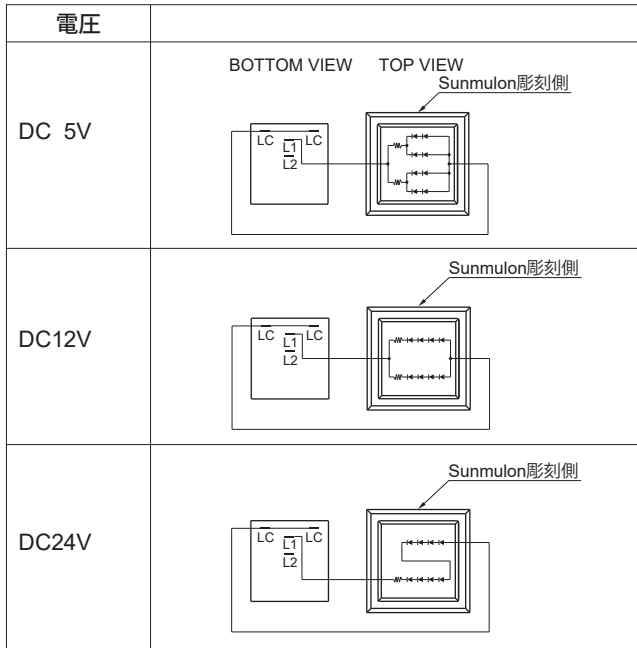 電圧
BOTTOM VIEW TOP VIEW
Sunmulon彫刻側
DC 5V
LC LC
L1
L2
Sunmulon彫刻側
DC12V
LC LC
L1
L2
Sunmulon彫刻側
DC24V
LC LC
L1
L2